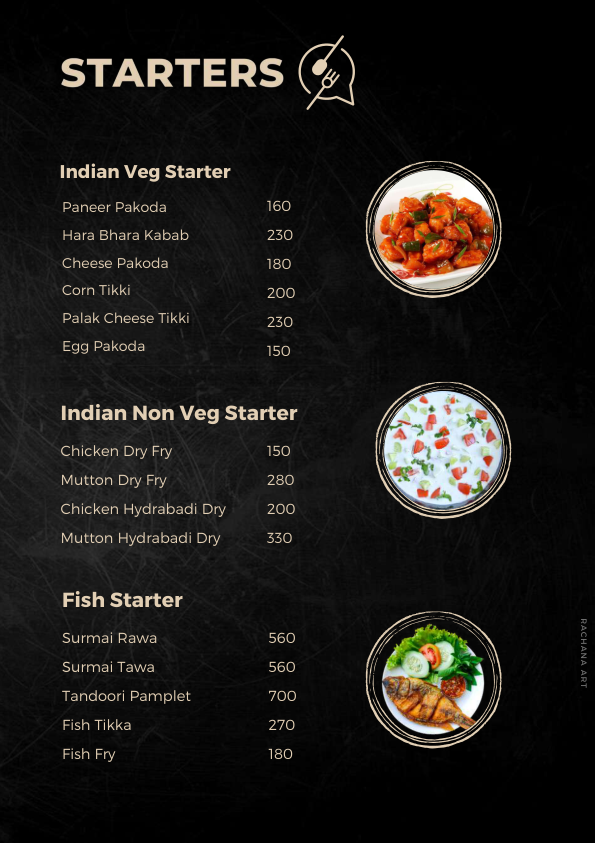 STARTERS
Indian Veg Starter
Paneer Pakoda 160
Hara Bhara Kabab 230
Cheese Pakoda 180
Corn Tikki 200
Palak Cheese Tikki 230
Egg Pakoda 150
Indian Non Veg Starter
Chicken Dry Fry 150
Mutton Dry Fry 280
Chicken Hydrabadi Dry 200
Mutton Hydrabadi Dry 330
Fish Starter
Surmai Rawa 560
Surmai Tawa 560
Tandoori Pamplet 700
Fish Tikka 270
Fish Fry 180
RACHANA ART